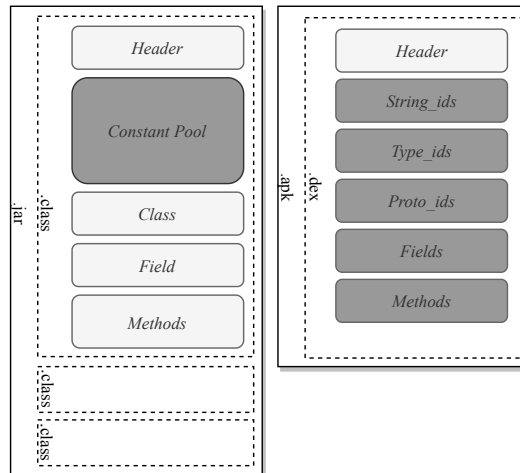 .jar
.class
Header
Constant Pool
Class
Field
Methods
.class
.class
.apk
.dex
Header
String_ids
Type_ids
Proto_ids
Fields
Methods